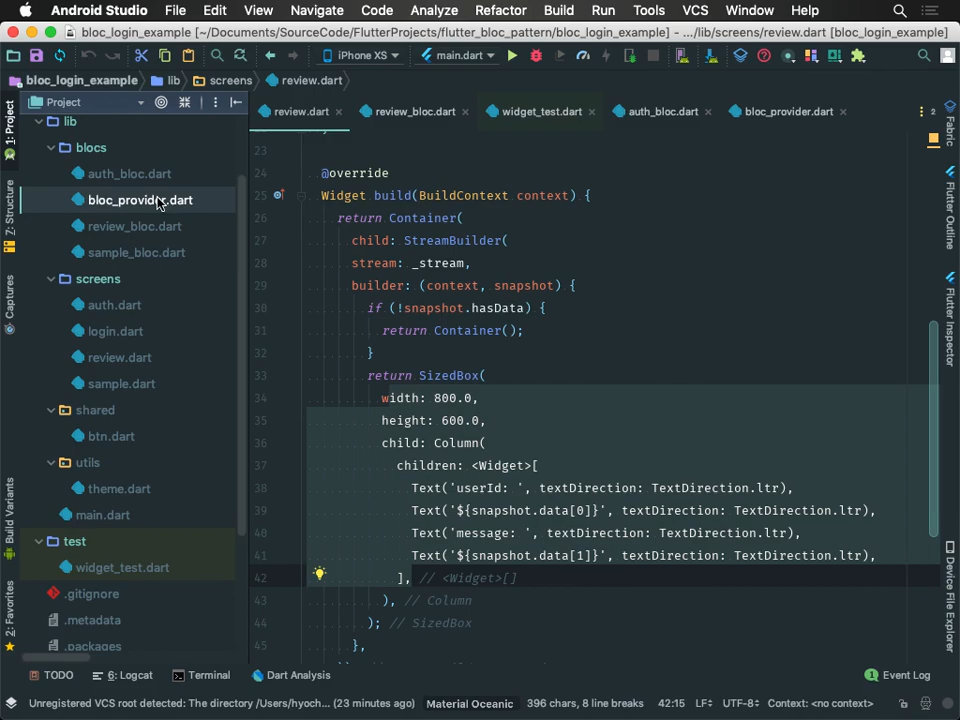 Android Studio File Edit View Navigate Code Analyze Refactor Build Run Tools VCS Window Help
bloc_login_example [~/Documents/SourceCode/FlutterProjects/flutter_bloc_pattern/bloc_login_example] - .../lib/screens/review.dart [bloc_login_example]
iPhone XS main.dart
bloc_login_example lib screens review.dart
Project
review.dart review_bloc.dart widget_test.dart auth_bloc.dart bloc_provider.dart 2
1: Project
Z: Structure
Captures
Build Variants
2: Favorites
lib
blocs
auth_bloc.dart
bloc_provider.dart
review_bloc.dart
sample_bloc.dart
screens
auth.dart
login.dart
review.dart
sample.dart
shared
btn.dart
utils
theme.dart
main.dart
test
widget_test.dart
.gitignore
.metadata
.packages
23
24 @override
25 Widget build(BuildContext context) {
26 return Container(
27 child: StreamBuilder(
28 stream: _stream,
29 builder: (context, snapshot) {
30 if (!snapshot.hasData) {
31 return Container();
32 }
33 return SizedBox(
34 width: 800.0,
35 height: 600.0,
36 child: Column(
37 children: <Widget>[
38 Text('userId: ', textDirection: TextDirection.ltr),
39 Text('${snapshot.data[0]}', textDirection: TextDirection.ltr),
40 Text('message: ', textDirection: TextDirection.ltr),
41 Text('${snapshot.data[1]}', textDirection: TextDirection.ltr),
42 ], // <Widget>[]
43 ), // Column
44 ); // SizedBox
45 },
Fabric
Flutter Outline
Flutter Inspector
Device File Explorer
TODO 6: Logcat Terminal Dart Analysis 1 Event Log
Unregistered VCS root detected: The directory /Users/hyoch... (23 minutes ago) Material Oceanic 396 chars, 8 line breaks 42:15 LF UTF-8 Context: <no context>